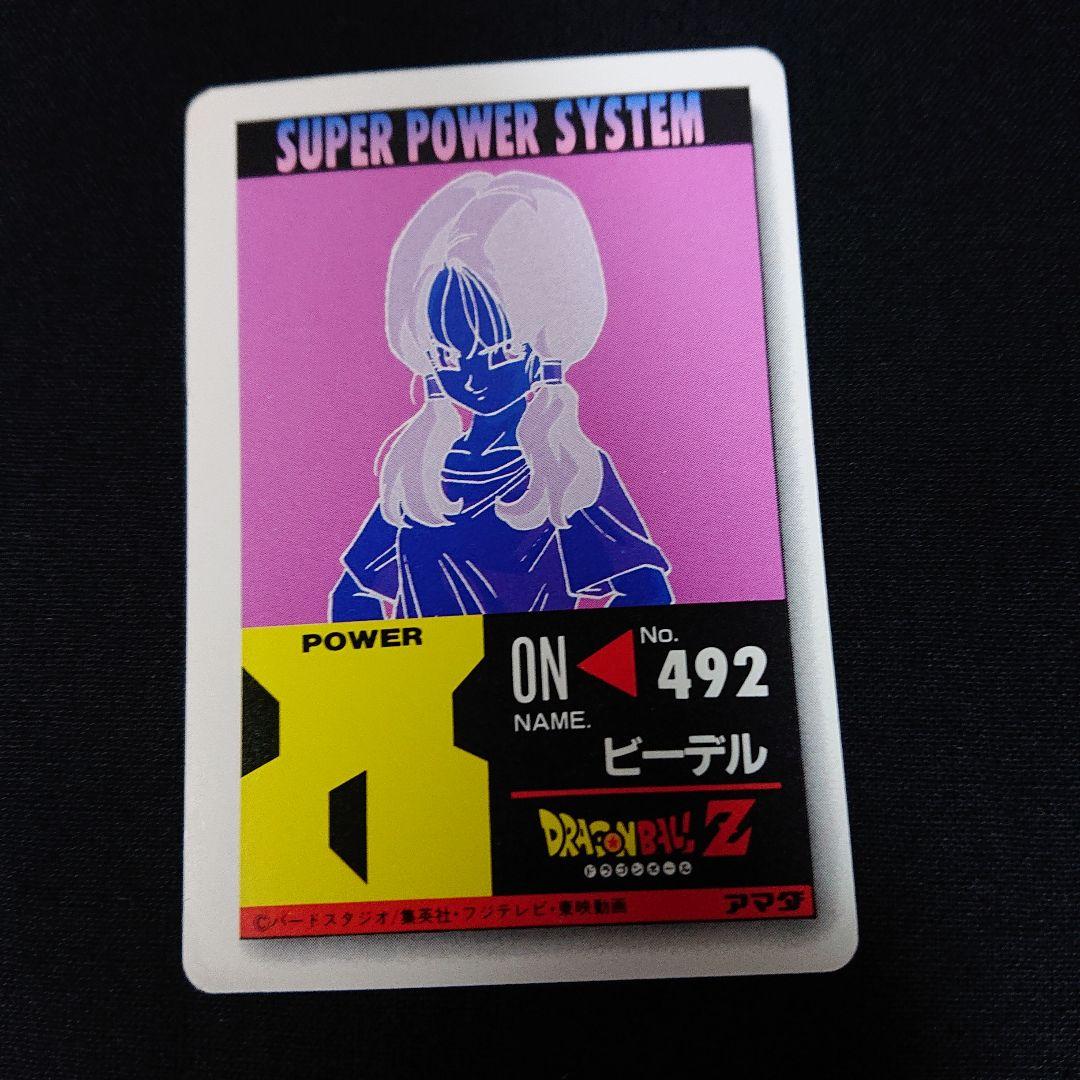 SUPER POWER SYSTEM
POWER
ON
No.
492
NAME.
ビーデル
DRAGON BALL Z
ドラゴンボール
©バードスタジオ/集英社・フジテレビ・東映動画
アマダ